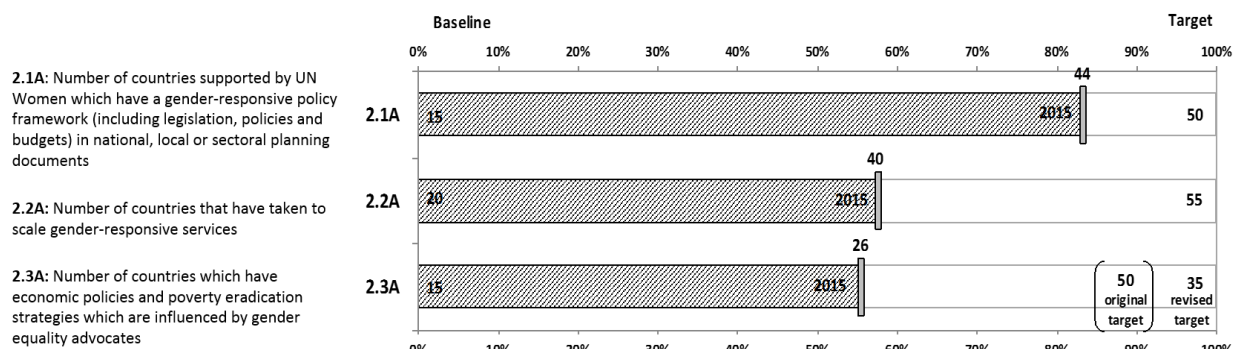 Baseline Target
0% 10% 20% 30% 40% 50% 60% 70% 80% 90% 100%
2.1A: Number of countries supported by UN
Women which have a gender-responsive policy
framework (including legislation, policies and
budgets) in national, local or sectoral planning
documents
2.1A 15 2015 44 50
2.2A: Number of countries that have taken to
scale gender-responsive services
2.2A 20 2015 40 55
2.3A: Number of countries which have
economic policies and poverty eradication
strategies which are influenced by gender
equality advocates
2.3A 15 2015 26
50
original
target
35
revised
target
0% 10% 20% 30% 40% 50% 60% 70% 80% 90% 100%